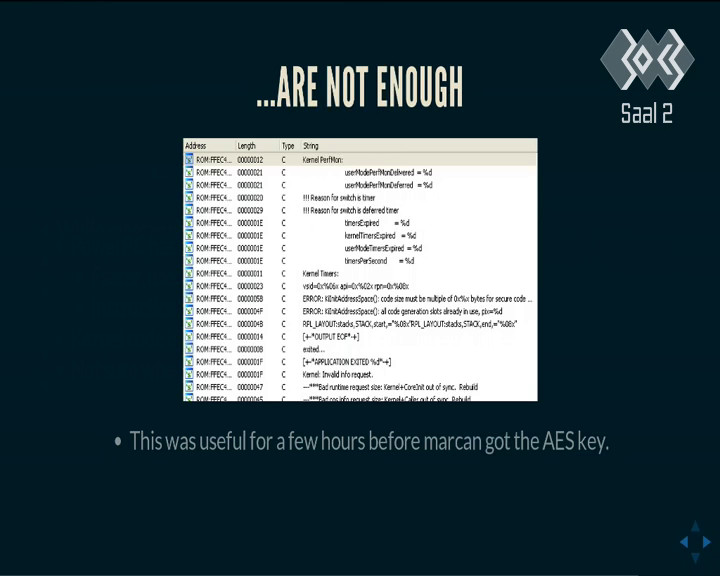 ...ARE NOT ENOUGH
Saal 2
Address Length Type String
ROM:FFEC4... 00000012 C Kernel PerfMon:
ROM:FFEC4... 00000021 C userModePerfMonDelivered = %d
ROM:FFEC4... 00000021 C userModePerfMonDeferred = %d
ROM:FFEC4... 00000020 C !!! Reason for switch is timer
ROM:FFEC4... 00000029 C !!! Reason for switch is deferred timer
ROM:FFEC4... 0000001E C timersExpired = %d
ROM:FFEC4... 0000001E C kernelTimersExpired = %d
ROM:FFEC4... 0000001E C userModeTimersExpired = %d
ROM:FFEC4... 0000001E C timersPerSecond = %d
ROM:FFEC4... 00000011 C Kernel Timers:
ROM:FFEC4... 00000023 C vsid=0x%06x api=0x%02x rpn=0x%08x
ROM:FFEC4... 0000005B C ERROR: KiInitAddressSpace(): code size must be multiple of 0x%x bytes for secure code ...
ROM:FFEC4... 0000004F C ERROR: KiInitAddressSpace(): all code generation slots already in use, pix=%d
ROM:FFEC4... 0000004B C RPL_LAYOUT:stacks,STACK,start,="%08x"RPL_LAYOUT:stacks,STACK,end,="%08x"
ROM:FFEC4... 00000014 C [+-"OUTPUT EOF"-+]
ROM:FFEC4... 00000008 C exited...
ROM:FFEC4... 0000001F C [+-"APPLICATION EXITED %d"-+]
ROM:FFEC4... 0000001F C Kernel: Invalid info request.
ROM:FFEC4... 00000047 C ---***Bad runtime request size: Kernel+CoreInit out of sync. Rebuild
ROM:FFEC4... 00000045 C ---***Bad cos info request size: Kernel+Caller out of sync. Rebuild
• This was useful for a few hours before marcan got the AES key.